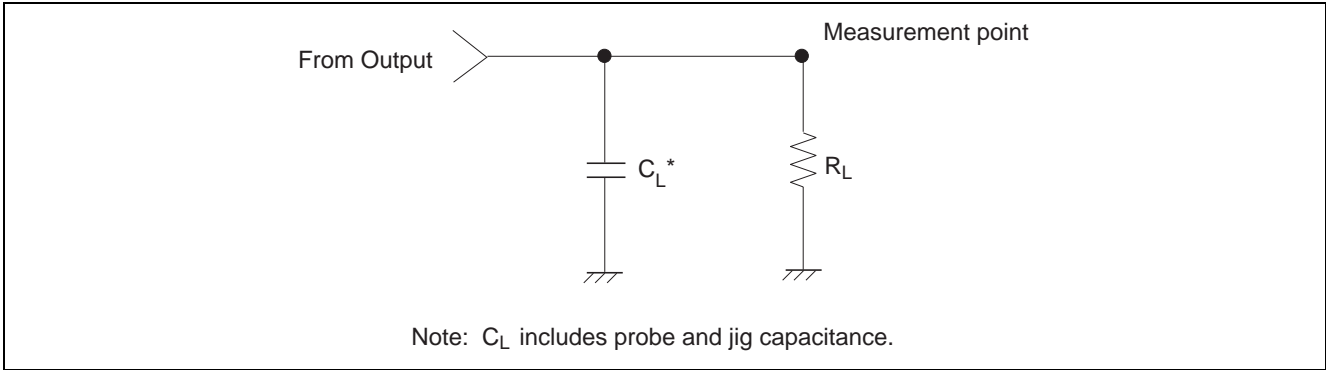 Measurement point
From Output
CL*
RL
Note: CL includes probe and jig capacitance.